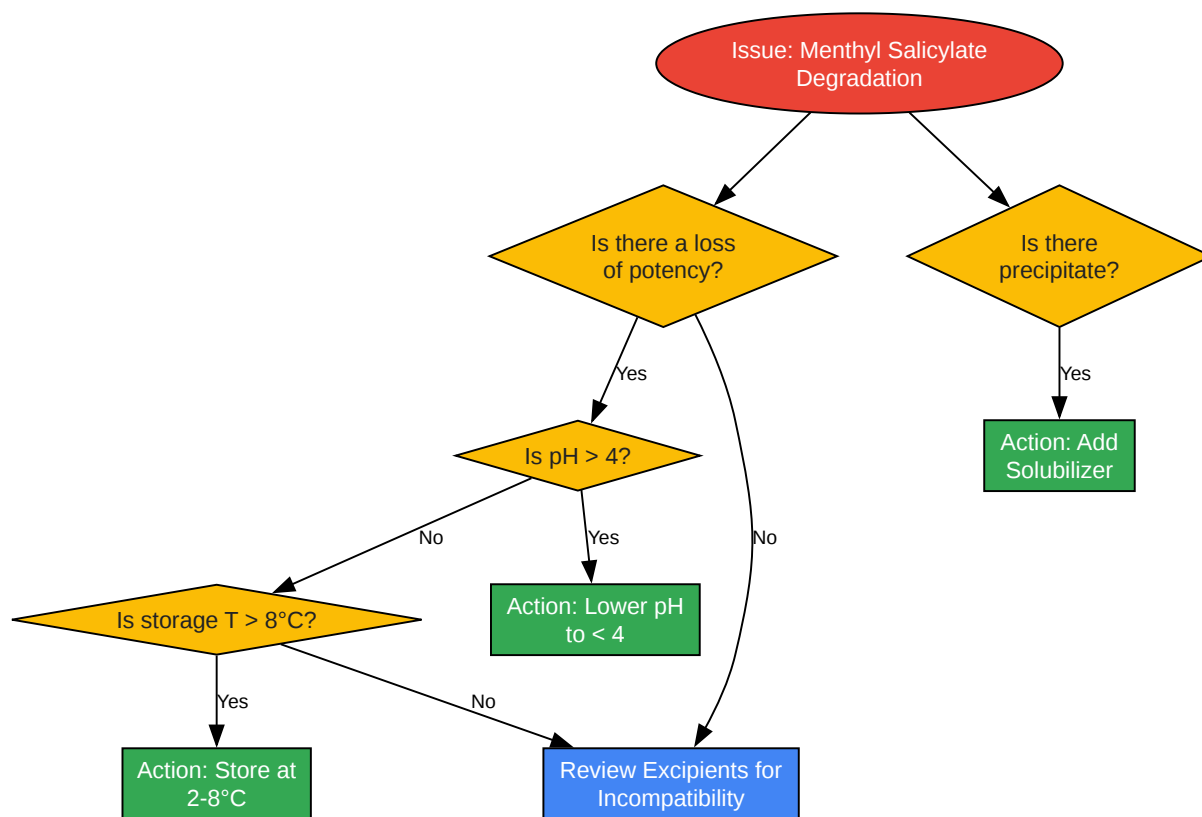 Issue: Menthyl Salicylate
Degradation
Is there a loss
of potency?
Is there
precipitate?
Yes
Yes
Is pH > 4?
Action: Add
Solubilizer
No
Yes
No
Is storage T > 8°C?
Action: Lower pH
to < 4
Yes
No
Action: Store at
2-8°C
Review Excipients for
Incompatibility